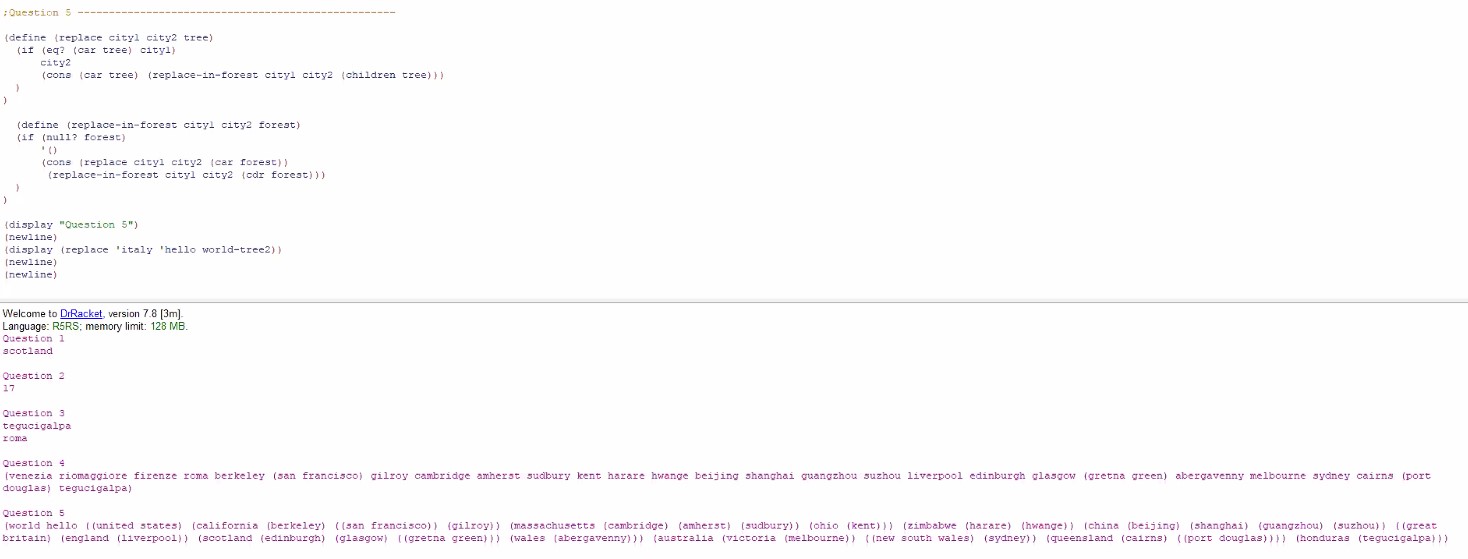 ;Question 5 ----------------------------------------------------
(define (replace city1 city2 tree)
  (if (eq? (car tree) city1)
      city2
      (cons (car tree) (replace-in-forest city1 city2 (children tree)))
  )
)
  (define (replace-in-forest city1 city2 forest)
  (if (null? forest)
      '()
      (cons (replace city1 city2 (car forest))
       (replace-in-forest city1 city2 (cdr forest)))
  )
)
(display "Question 5")
(newline)
(display (replace 'italy 'hello world-tree2))
(newline)
(newline)
Welcome to DrRacket, version 7.8 [3m].
Language: R5RS; memory limit: 128 MB.
Question 1
scotland
Question 2
17
Question 3
tegucigalpa
roma
Question 4
(venezia riomaggiore firenze roma berkeley (san francisco) gilroy cambridge amherst sudbury kent harare hwange beijing shanghai guangzhou suzhou liverpool edinburgh glasgow (gretna green) abergavenny melbourne sydney cairns (port
douglas) tegucigalpa)
Question 5
(world hello ((united states) (california (berkeley) ((san francisco)) (gilroy)) (massachusetts (cambridge) (amherst) (sudbury)) (ohio (kent))) (zimbabwe (harare) (hwange)) (china (beijing) (shanghai) (guangzhou) (suzhou)) ((great
britain) (england (liverpool)) (scotland (edinburgh) (glasgow) ((gretna green))) (wales (abergavenny))) (australia (victoria (melbourne)) ((new south wales) (sydney)) (queensland (cairns) ((port douglas)))) (honduras (tegucigalpa)))